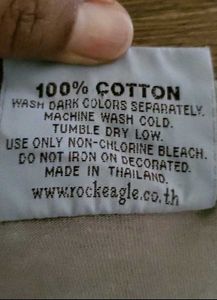 100% COTTON
WASH DARK COLORS SEPARATELY.
MACHINE WASH COLD.
TUMBLE DRY LOW.
USE ONLY NON-CHLORINE BLEACH.
DO NOT IRON ON DECORATED.
MADE IN THAILAND.
www.rockeagle.co.th